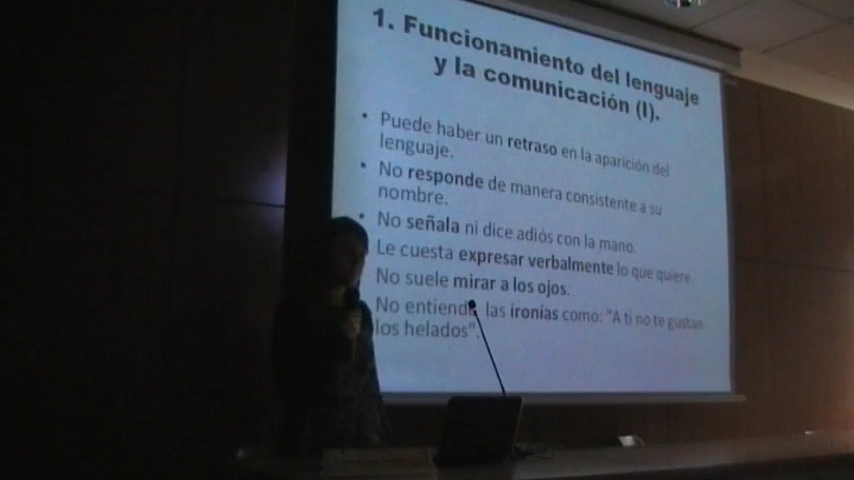 1. Funcionamiento del lenguaje
y la comunicación (I).
• Puede haber un retraso en la aparición del
lenguaje.
• No responde de manera consistente a su
nombre.
• No señala ni dice adiós con la mano.
Le cuesta expresar verbalmente lo que quiere.
No suele mirar a los ojos.
No entiende las ironías como: "A ti no te gustan
los helados".